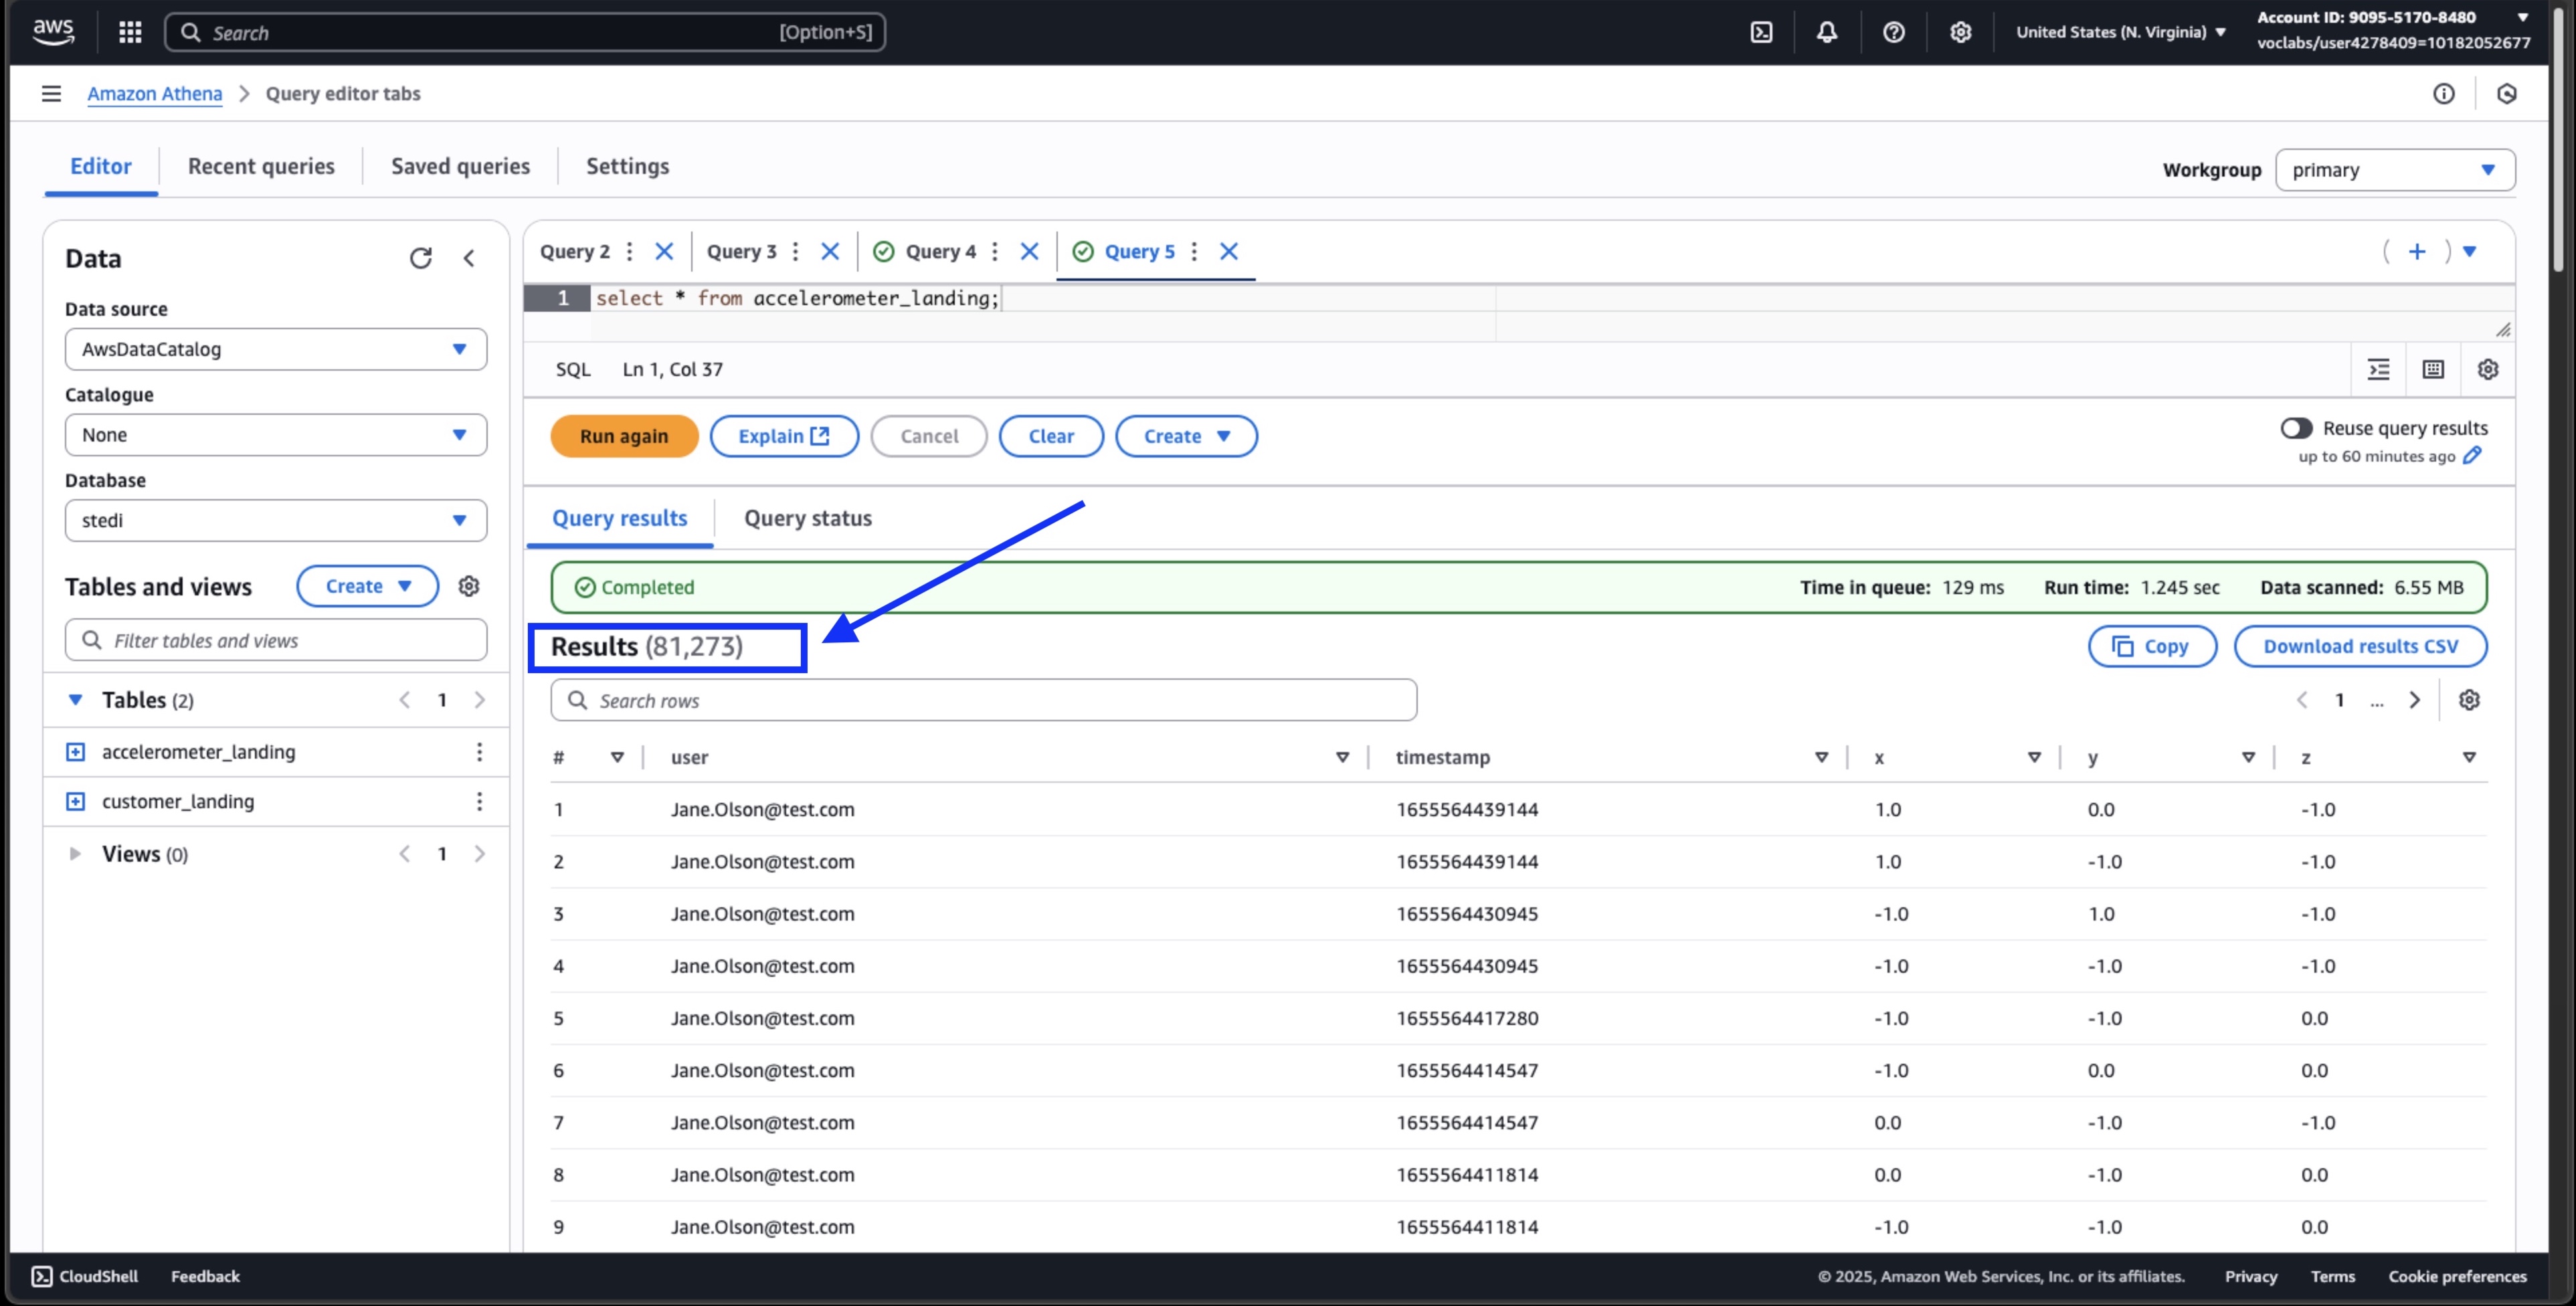 aws
Search [Option+S]
United States (N. Virginia)
Account ID: 9095-5170-8480
voclabs/user4278409=10182052677
Amazon Athena Query editor tabs
Editor Recent queries Saved queries Settings
Workgroup primary
Data
Data source
AwsDataCatalog
Catalogue
None
Database
stedi
Tables and views Create
Filter tables and views
Tables (2) 1
accelerometer_landing
customer_landing
Views (0) 1
Query 2 Query 3 Query 4 Query 5
1 select * from accelerometer_landing;
SQL Ln 1, Col 37
Run again Explain Cancel Clear Create
Reuse query results
up to 60 minutes ago
Query results Query status
Completed Time in queue: 129 ms Run time: 1.245 sec Data scanned: 6.55 MB
Results (81,273) Copy Download results CSV
Search rows 1 ...
# user timestamp x y z
1 Jane.Olson@test.com 1655564439144 1.0 0.0 -1.0
2 Jane.Olson@test.com 1655564439144 1.0 -1.0 -1.0
3 Jane.Olson@test.com 1655564430945 -1.0 1.0 -1.0
4 Jane.Olson@test.com 1655564430945 -1.0 -1.0 -1.0
5 Jane.Olson@test.com 1655564417280 -1.0 -1.0 0.0
6 Jane.Olson@test.com 1655564414547 -1.0 0.0 0.0
7 Jane.Olson@test.com 1655564414547 0.0 -1.0 -1.0
8 Jane.Olson@test.com 1655564411814 0.0 -1.0 0.0
9 Jane.Olson@test.com 1655564411814 -1.0 -1.0 0.0
CloudShell Feedback © 2025, Amazon Web Services, Inc. or its affiliates. Privacy Terms Cookie preferences